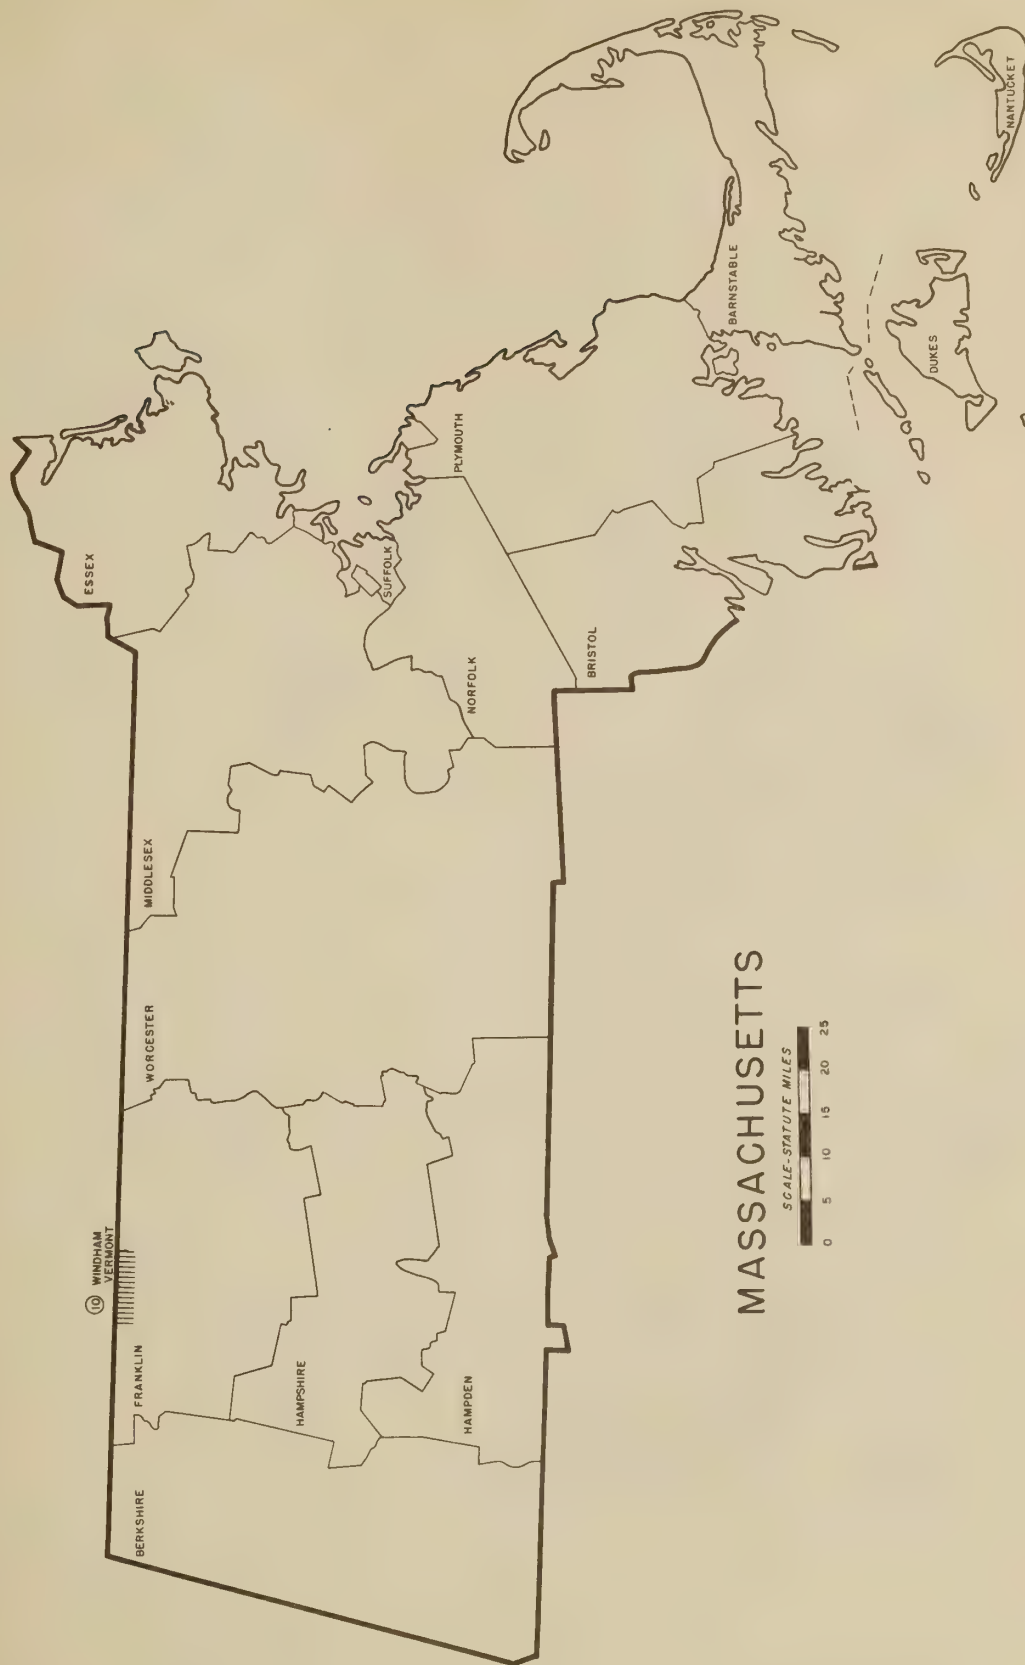 ⑩ WINDHAM
VERMONT
BERKSHIRE
FRANKLIN
WORCESTER
MIDDLESEX
ESSEX
HAMPSHIRE
SUFFOLK
HAMPDEN
NORFOLK
PLYMOUTH
BRISTOL
BARNSTABLE
DUKES
NANTUCKET
MASSACHUSETTS
SCALE-STATUTE MILES
0 5 10 15 20 25